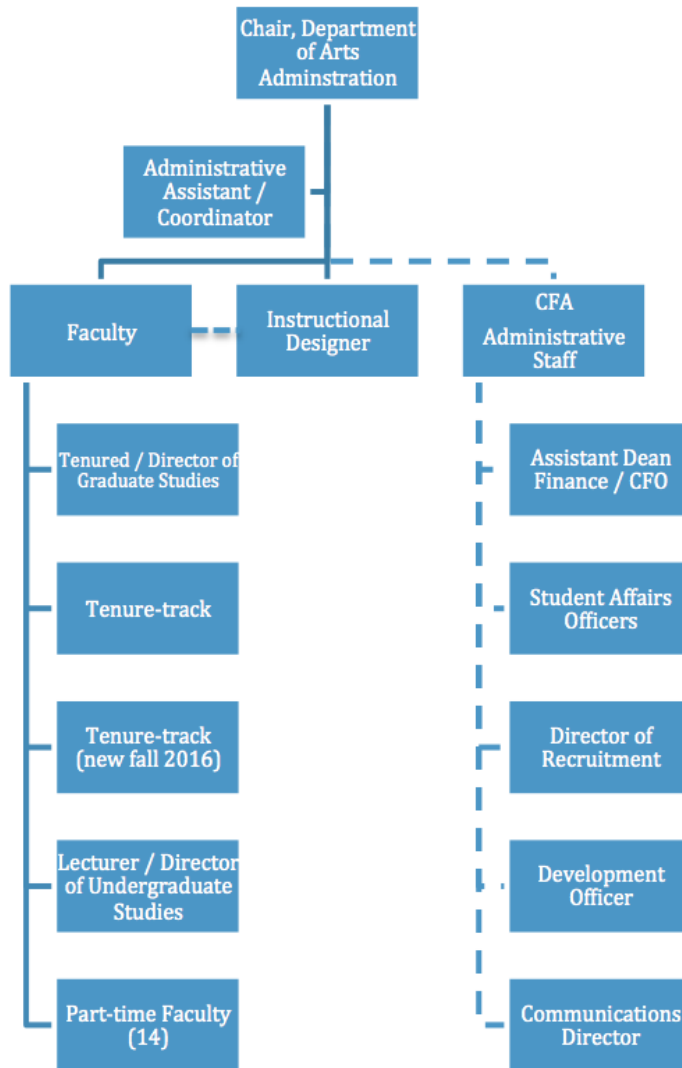 Chair, Department
of Arts
Adminstration
Administrative
Assistant /
Coordinator
Faculty
Instructional
Designer
CFA
Administrative
Staff
Tenured / Director of
Graduate Studies
Assistant Dean
Finance / CFO
Tenure-track
Student Affairs
Officers
Tenure-track
(new fall 2016)
Director of
Recruitment
Lecturer / Director
of Undergraduate
Studies
Development
Officer
Part-time Faculty
(14)
Communications
Director